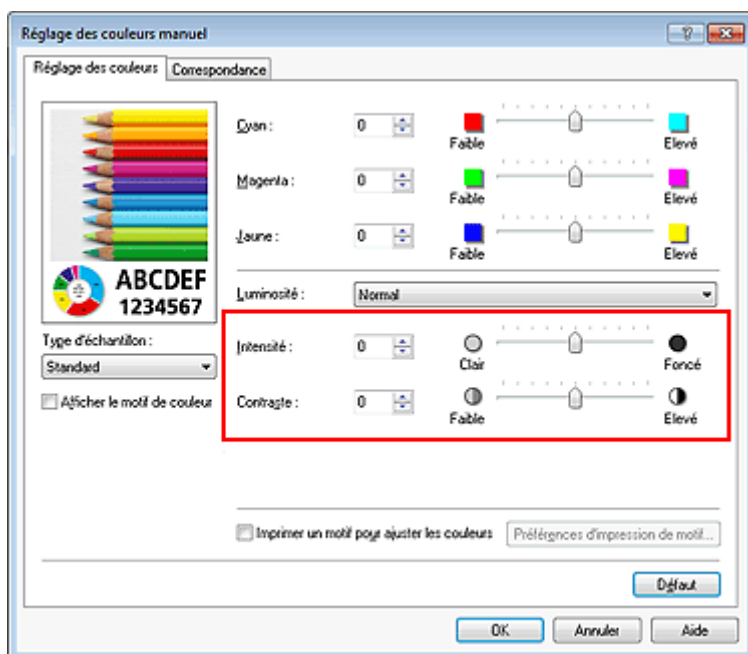 Réglage des couleurs manuel
Réglage des couleurs
Correspondance
ABCDEF
1234567
Type d'échantillon :
Standard
Afficher le motif de couleur
Cyan :
0
Faible
Elevé
Magenta :
0
Faible
Elevé
Jaune :
0
Faible
Elevé
Luminosité :
Normal
Intensité :
0
Clair
Foncé
Contraste :
0
Faible
Elevé
Imprimer un motif pour ajuster les couleurs
Préférences d'impression de motif...
Défaut
OK
Annuler
Aide